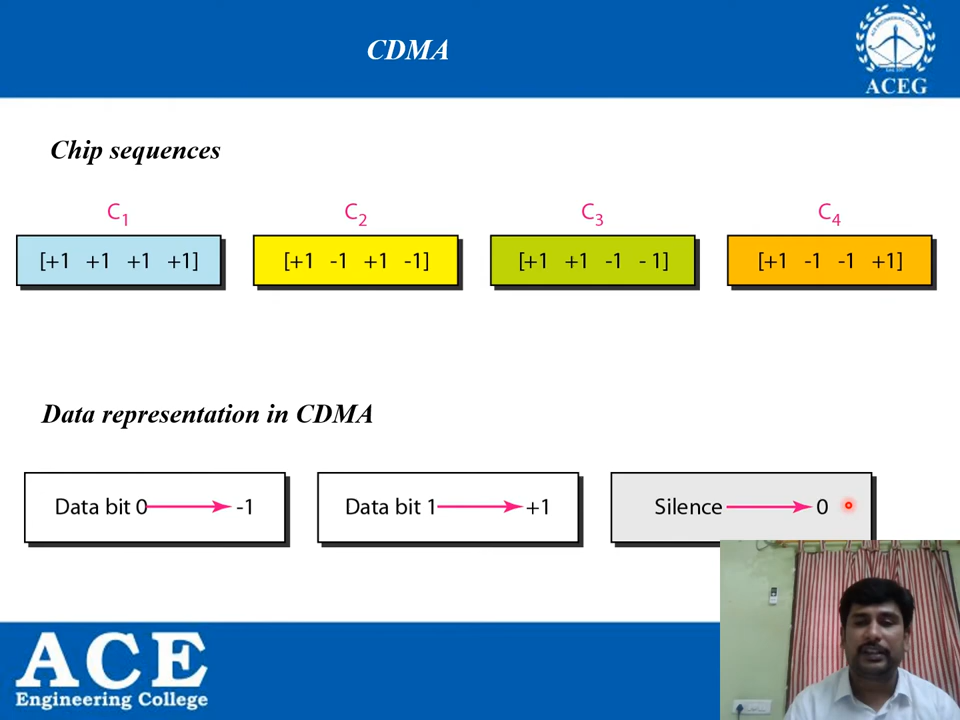 CDMA
ACEG
Chip sequences
C1 C2 C3 C4
[+1 +1 +1 +1] [+1 -1 +1 -1] [+1 +1 -1 - 1] [+1 -1 -1 +1]
Data representation in CDMA
Data bit 0 -1 Data bit 1 +1 Silence 0
ACE
Engineering College